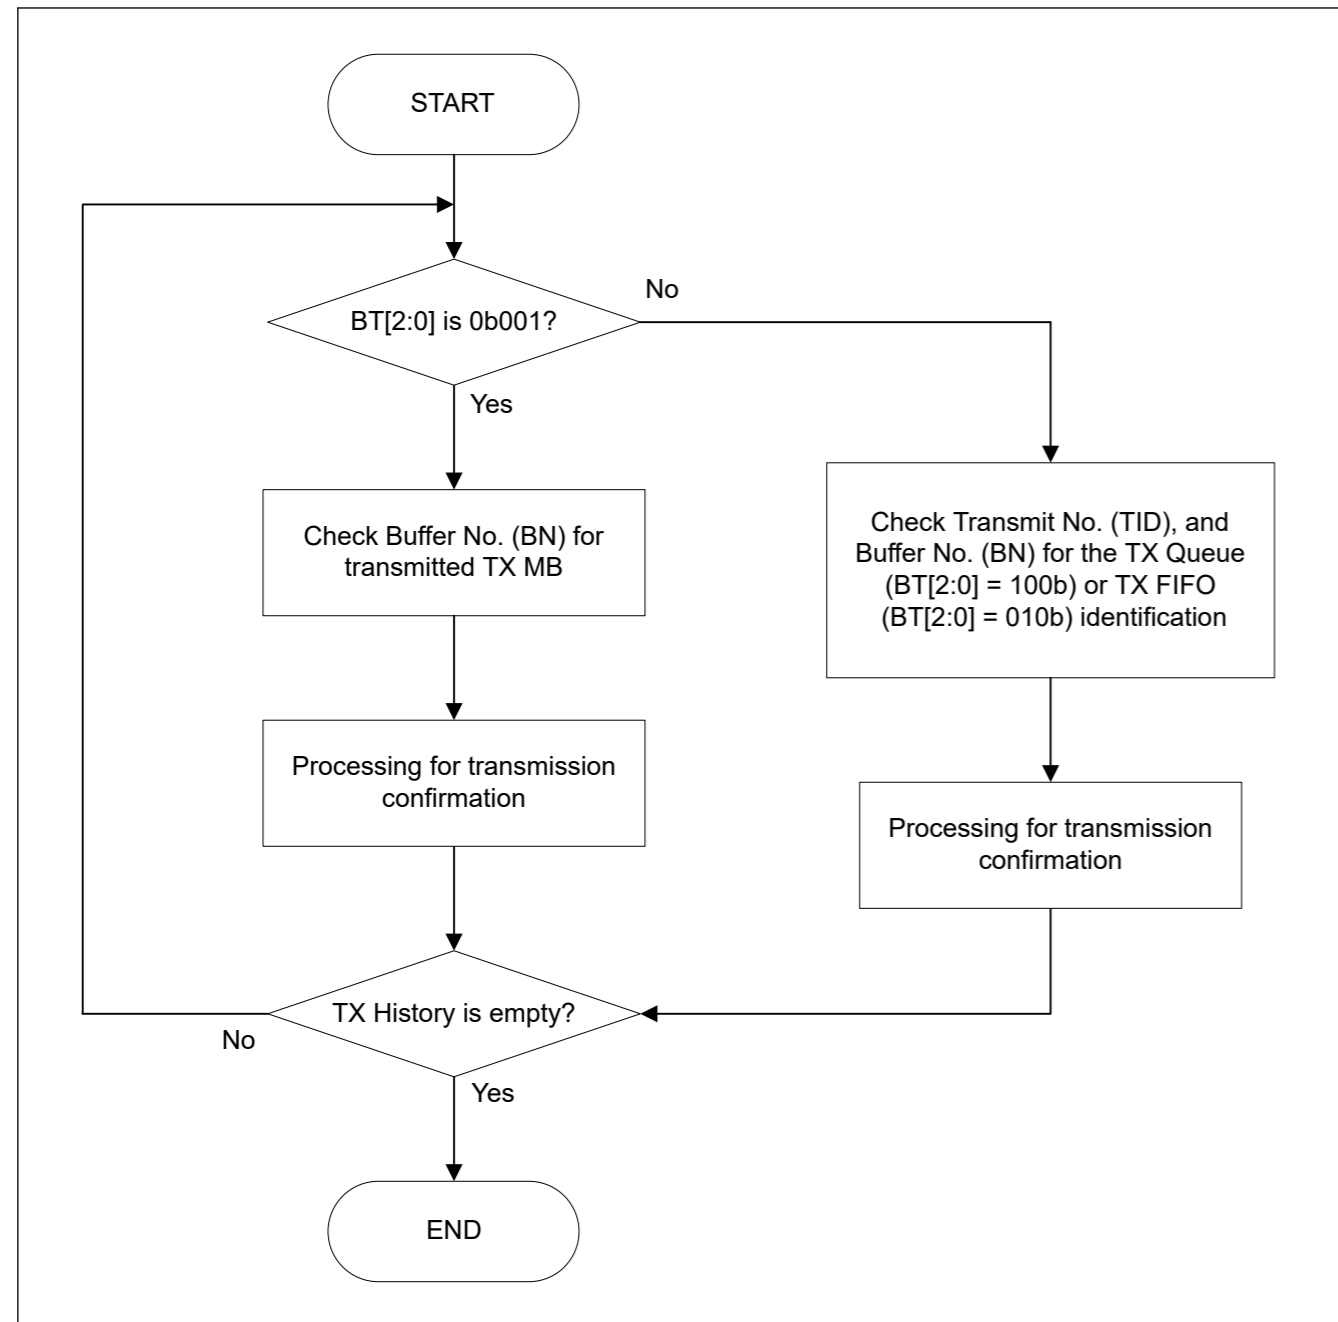 START
BT[2:0] is 0b001?
No
Yes
Check Buffer No. (BN) for
transmitted TX MB
Check Transmit No. (TID), and
Buffer No. (BN) for the TX Queue
(BT[2:0] = 100b) or TX FIFO
(BT[2:0] = 010b) identification
Processing for transmission
confirmation
Processing for transmission
confirmation
TX History is empty?
No
Yes
END